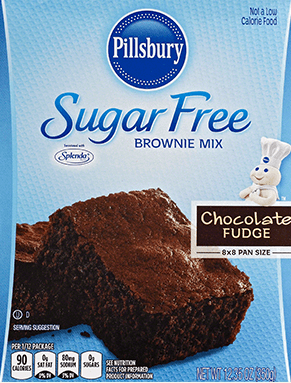 Not a Low
Calorie Food
Pillsbury
Sugar Free
BROWNIE MIX
Sweetened with
Splenda
Chocolate
FUDGE
8x8 PAN SIZE
D
SERVING SUGGESTION
PER 1/12 PACKAGE
90
CALORIES
0g
SAT FAT
0% DV
80mg
SODIUM
3% DV
0g
SUGARS
SEE NUTRITION
FACTS FOR PREPARED
PRODUCT INFORMATION
NET WT 12.35 OZ (350g)